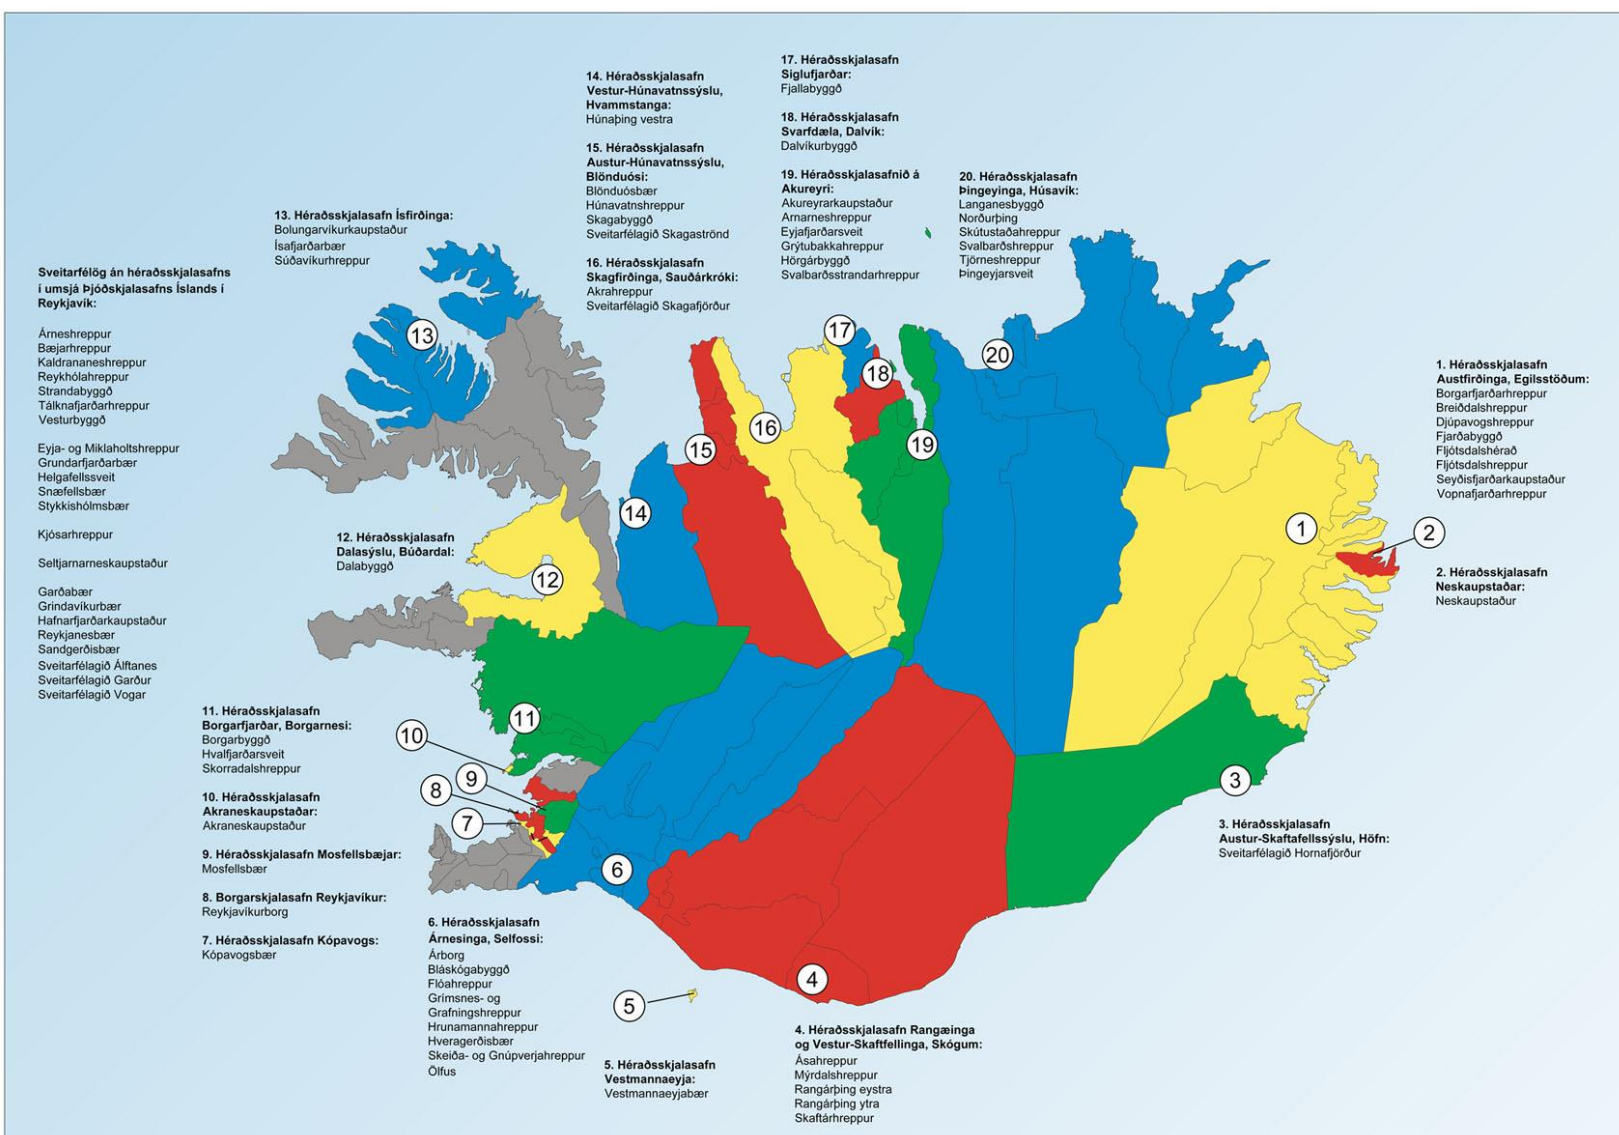 17. Héraðsskjalasafn
Siglufjarðar:
Fjallabyggð
14. Héraðsskjalasafn
Vestur-Húnavatnssýslu,
Hvammstanga:
Húnaþing vestra
18. Héraðsskjalasafn
Svarfdæla, Dalvík:
Dalvíkurbyggð
15. Héraðsskjalasafn
Austur-Húnavatnssýslu,
Blönduósi:
Blönduósbær
Húnavatnshreppur
Skagabyggð
Sveitarfélagið Skagaströnd
19. Héraðsskjalasafnið á
Akureyri:
Akureyrarkaupstaður
Arnarneshreppur
Eyjafjarðarsveit
Grýtubakkahreppur
Hörgárbyggð
Svalbarðsstrandarhreppur
20. Héraðsskjalasafn
Þingeyinga, Húsavík:
Langanesbyggð
Norðurþing
Skútustaðahreppur
Svalbarðshreppur
Tjörneshreppur
Þingeyjarsveit
13. Héraðsskjalasafn Ísfirðinga:
Bolungarvíkurkaupstaður
Ísafjarðarbær
Súðavíkurhreppur
16. Héraðsskjalasafn
Skagfirðinga, Sauðárkróki:
Akrahreppur
Sveitarfélagið Skagafjörður
Sveitarfélög án héraðsskjalasafns
í umsjá Þjóðskjalasafns Íslands í
Reykjavík:
Árneshreppur
Bæjarhreppur
Kaldrananeshreppur
Reykhólahreppur
Strandabyggð
Tálknafjarðarhreppur
Vesturbyggð
Eyja- og Miklaholtshreppur
Grundarfjarðarbær
Helgafellssveit
Snæfellsbær
Stykkishólmsbær
Kjósarhreppur
Seltjarnarneskaupstaður
Garðabær
Grindavíkurbær
Hafnarfjarðarkaupstaður
Reykjanesbær
Sandgerðisbær
Sveitarfélagið Álftanes
Sveitarfélagið Garður
Sveitarfélagið Vogar
13
17
18
20
16
15
19
14
12
1
2
11
10
9
8
7
6
3
4
5
1. Héraðsskjalasafn
Austfirðinga, Egilsstöðum:
Borgarfjarðarhreppur
Breiðdalshreppur
Djúpavogshreppur
Fjarðabyggð
Fljótsdalshérað
Fljótsdalshreppur
Seyðisfjarðarkaupstaður
Vopnafjarðarhreppur
12. Héraðsskjalasafn
Dalasýslu, Búðardal:
Dalabyggð
2. Héraðsskjalasafn
Neskaupstaðar:
Neskaupstaður
11. Héraðsskjalasafn
Borgarfjarðar, Borgarnesi:
Borgarbyggð
Hvalfjarðarsveit
Skorradalshreppur
10. Héraðsskjalasafn
Akraneskaupstaðar:
Akraneskaupstaður
9. Héraðsskjalasafn Mosfellsbæjar:
Mosfellsbær
8. Borgarskjalasafn Reykjavíkur:
Reykjavíkurborg
7. Héraðsskjalasafn Kópavogs:
Kópavogsbær
3. Héraðsskjalasafn
Austur-Skaftafellssýslu, Höfn:
Sveitarfélagið Hornafjörður
6. Héraðsskjalasafn
Árnesinga, Selfossi:
Árborg
Bláskógabyggð
Flóahreppur
Grímsnes- og
Grafningshreppur
Hrunamannahreppur
Hveragerðisbær
Skeiða- og Gnúpverjahreppur
Ölfus
5. Héraðsskjalasafn
Vestmannaeyja:
Vestmannaeyjabær
4. Héraðsskjalasafn Rangæinga
og Vestur-Skaftfellinga, Skógum:
Ásahreppur
Mýrdalshreppur
Rangárþing eystra
Rangárþing ytra
Skaftárhreppur